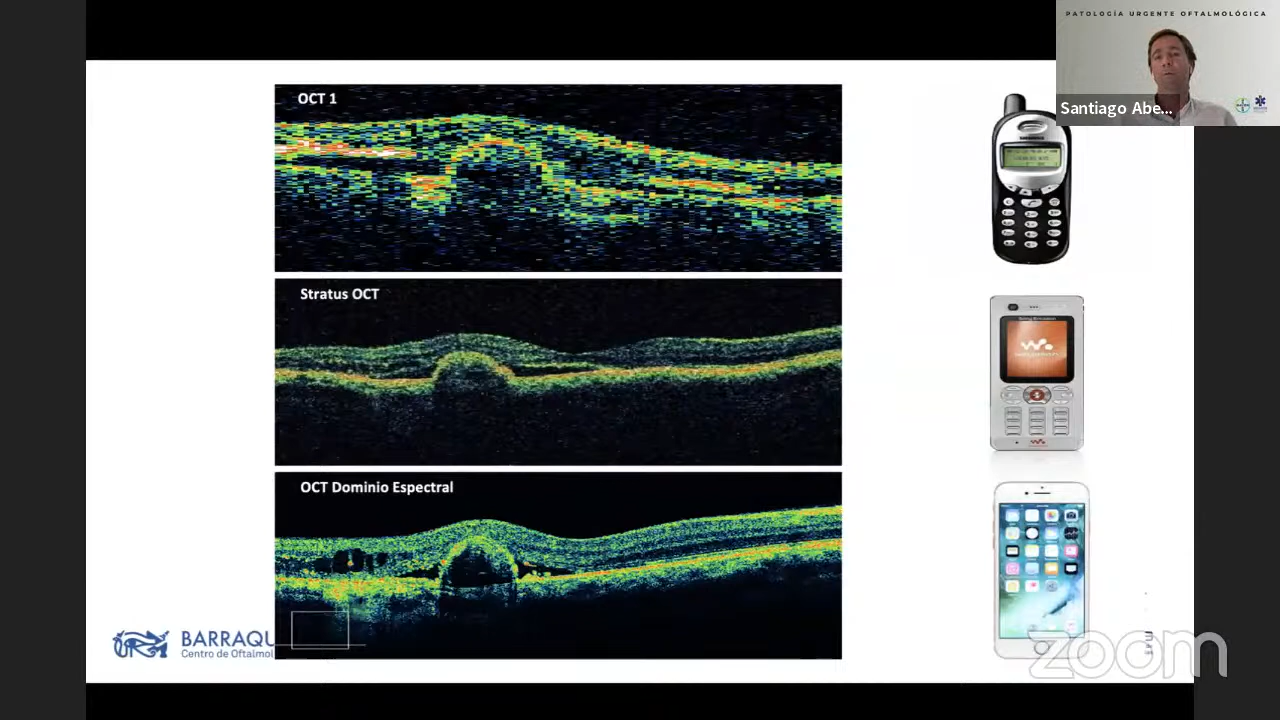 PATOLOGÍA URGENTE OFTALMOLÓGICA
Santiago Abe...
OCT 1
Stratus OCT
OCT Dominio Espectral
BARRAQU
Centro de Oftalmol
zoom